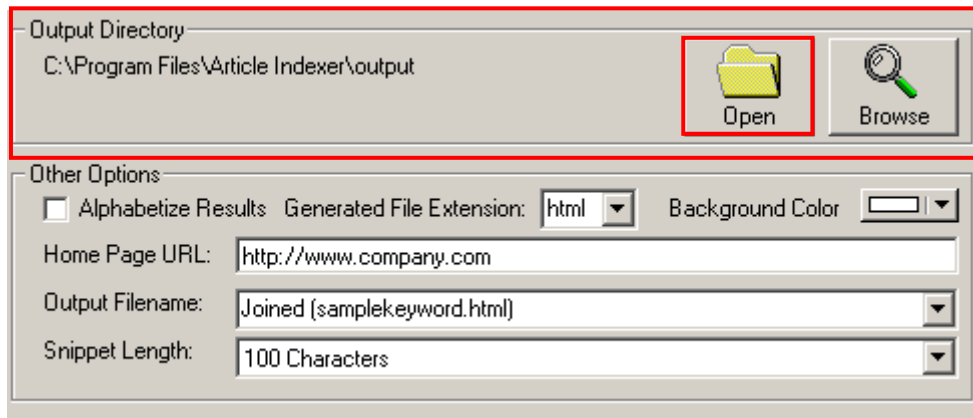 Output Directory
C:\Program Files\Article Indexer\output
Open
Browse
Other Options
Alphabetize Results Generated File Extension: html Background Color
Home Page URL: http://www.company.com
Output Filename: Joined (samplekeyword.html)
Snippet Length: 100 Characters